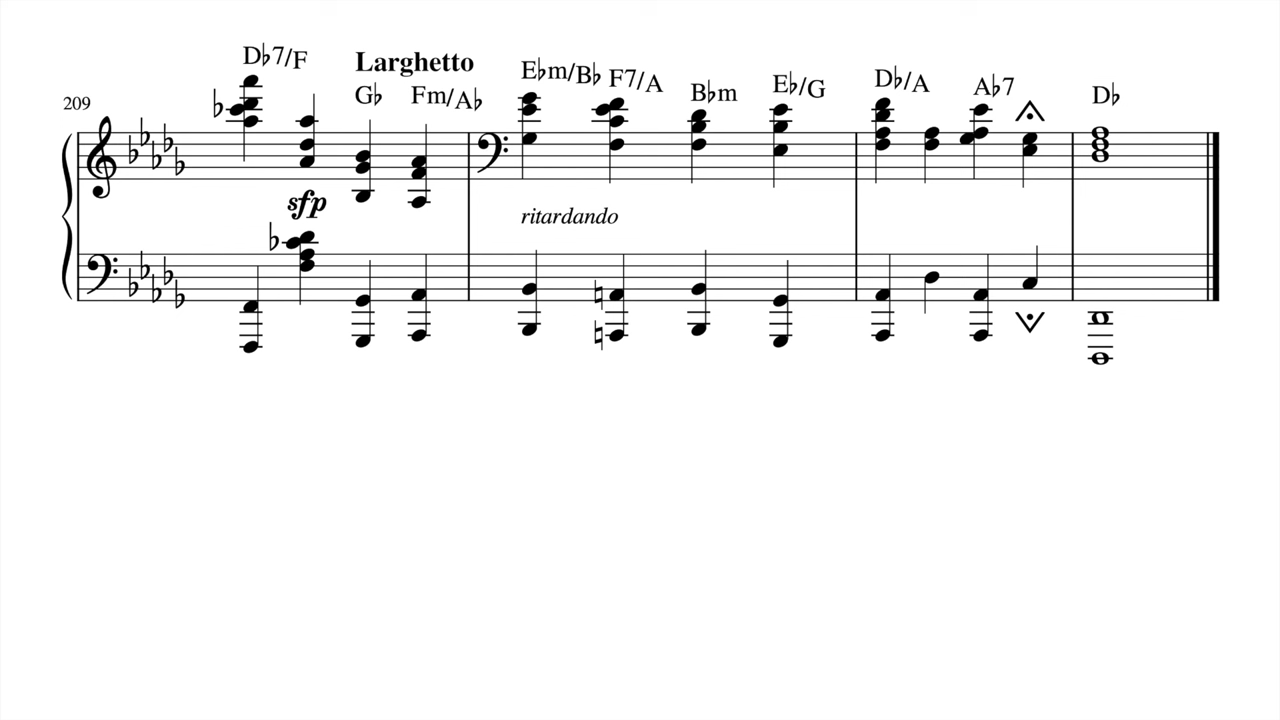 209
D♭7/F
Larghetto
G♭ Fm/A♭
E♭m/B♭ F7/A B♭m E♭/G
D♭/A A♭7 D♭
sfp
ritardando